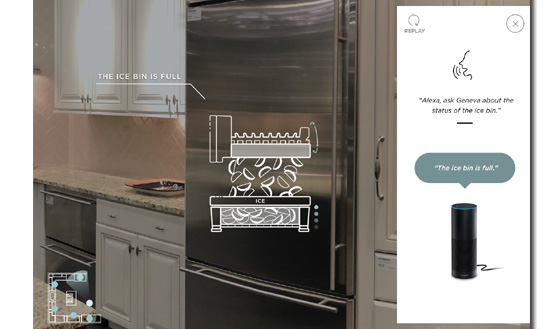 THE ICE BIN IS FULL
ICE
REPLAY
"Alexa, ask Geneva about the
status of the ice bin."
"The ice bin is full."